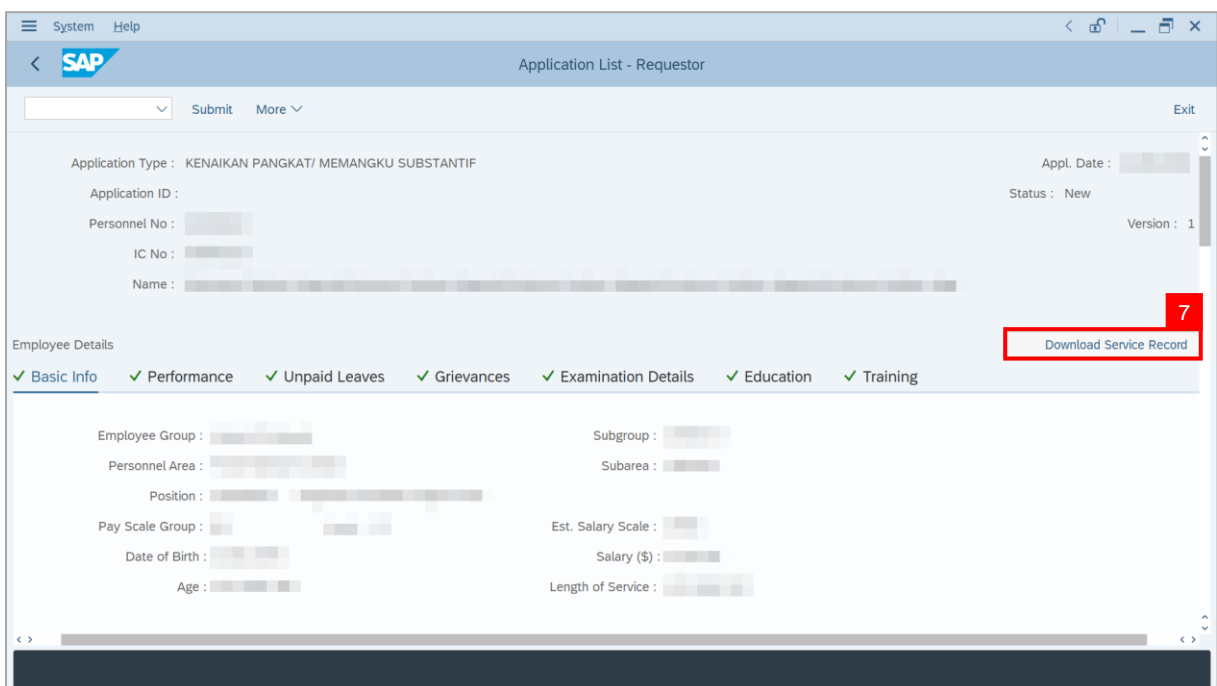 System Help
SAP Application List - Requestor
Submit More Exit
Application Type : KENAIKAN PANGKAT/ MEMANGKU SUBSTANTIF Appl. Date :
Application ID : Status : New
Personnel No : Version : 1
IC No :
Name :
7
Employee Details Download Service Record
Basic Info Performance Unpaid Leaves Grievances Examination Details Education Training
Employee Group : Subgroup :
Personnel Area : Subarea :
Position :
Pay Scale Group : Est. Salary Scale :
Date of Birth : Salary ($) :
Age : Length of Service :